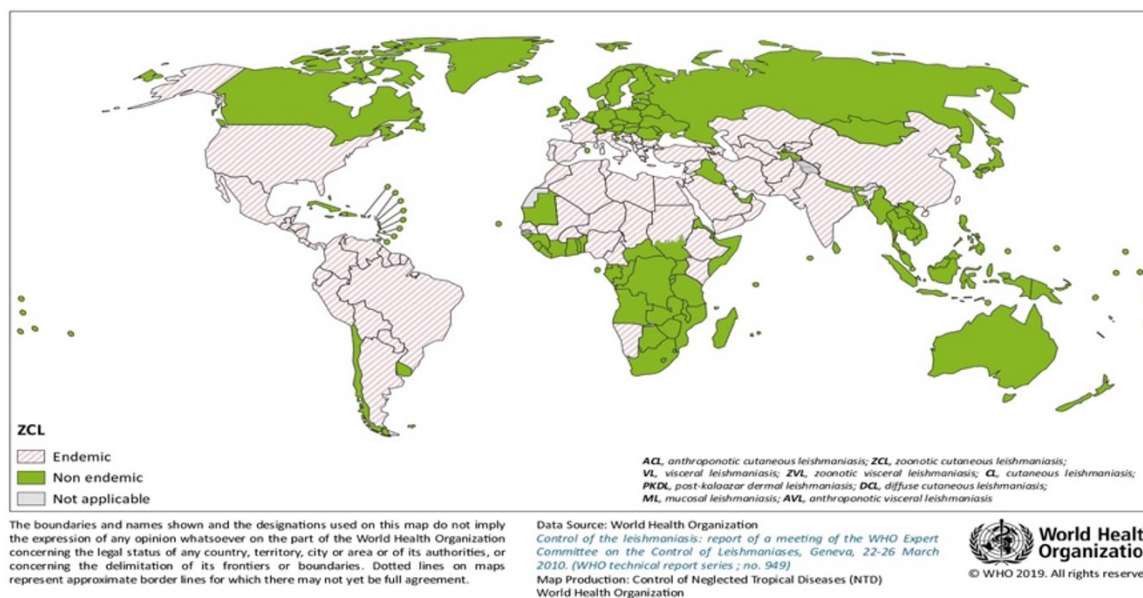 ZCL
Endemic
Non endemic
Not applicable
ACL, anthroponotic cutaneous leishmaniasis; ZCL, zoonotic cutaneous leishmaniasis;
VL, visceral leishmaniasis; ZVL, zoonotic visceral leishmaniasis; CL, cutaneous leishmaniasis;
PKDL, post-kalaazar dermal leishmaniasis; DCL, diffuse cutaneous leishmaniasis;
ML, mucosal leishmaniasis; AVL, anthroponotic visceral leishmaniasis
The boundaries and names shown and the designations used on this map do not imply
the expression of any opinion whatsoever on the part of the World Health Organization
concerning the legal status of any country, territory, city or area or of its authorities, or
concerning the delimitation of its frontiers or boundaries. Dotted lines on maps
represent approximate border lines for which there may not yet be full agreement.
Data Source: World Health Organization
Control of the leishmaniasis: report of a meeting of the WHO Expert
Committee on the Control of Leishmaniases, Geneva, 22-26 March
2010. (WHO technical report series ; no. 949)
Map Production: Control of Neglected Tropical Diseases (NTD)
World Health Organization
World Health
Organization
© WHO 2019. All rights reserve